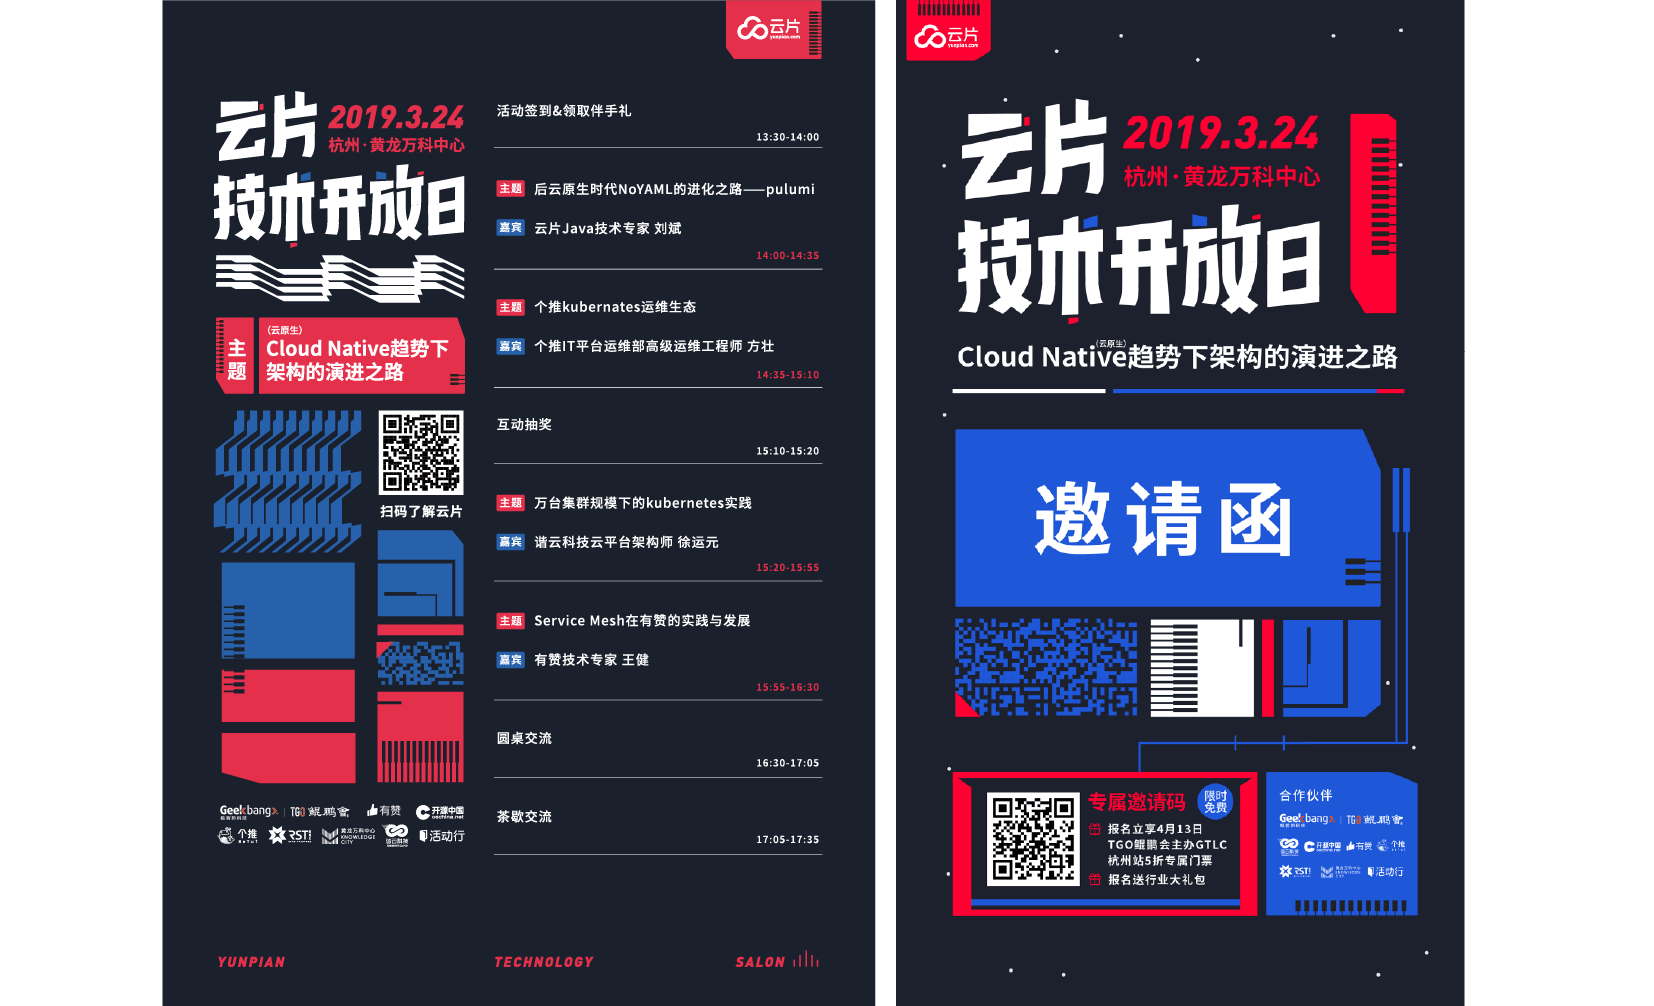 云片
yunpian.com
云片
2019.3.24
杭州·黄龙万科中心
技术开放日
主题
(云原生)
Cloud Native趋势下
架构的演进之路
扫码了解云片
Geekbang
TGO 鲲鹏会
有赞
开源中国
oschina.net
个推
RSTI
黄龙万科中心
KNOWLEDGE
CITY
谐云科技
活动行
活动签到&领取伴手礼
13:30-14:00
主题 后云原生时代NoYAML的进化之路——pulumi
嘉宾 云片Java技术专家 刘斌
14:00-14:35
主题 个推kubernates运维生态
嘉宾 个推IT平台运维部高级运维工程师 方壮
14:35-15:10
互动抽奖
15:10-15:20
主题 万台集群规模下的kubernetes实践
嘉宾 谐云科技云平台架构师 徐运元
15:20-15:55
主题 Service Mesh在有赞的实践与发展
嘉宾 有赞技术专家 王健
15:55-16:30
圆桌交流
16:30-17:05
茶歇交流
17:05-17:35
YUNPIAN
TECHNOLOGY
SALON
云片
yunpian.com
云片
2019.3.24
杭州·黄龙万科中心
技术开放日
(云原生)
Cloud Native趋势下架构的演进之路
邀请函
专属邀请码
限时
免费
报名立享4月13日
TGO鲲鹏会主办GTLC
杭州站5折专属门票
报名送行业大礼包
合作伙伴
Geekbang
TGO 鲲鹏会
开源中国
有赞
个推
RSTI
活动行